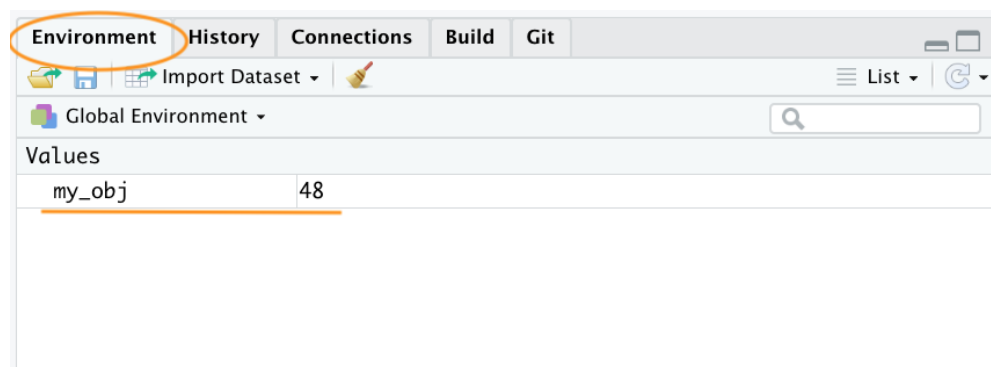 Environment History Connections Build Git
Import Dataset List
Global Environment
Values
my_obj 48